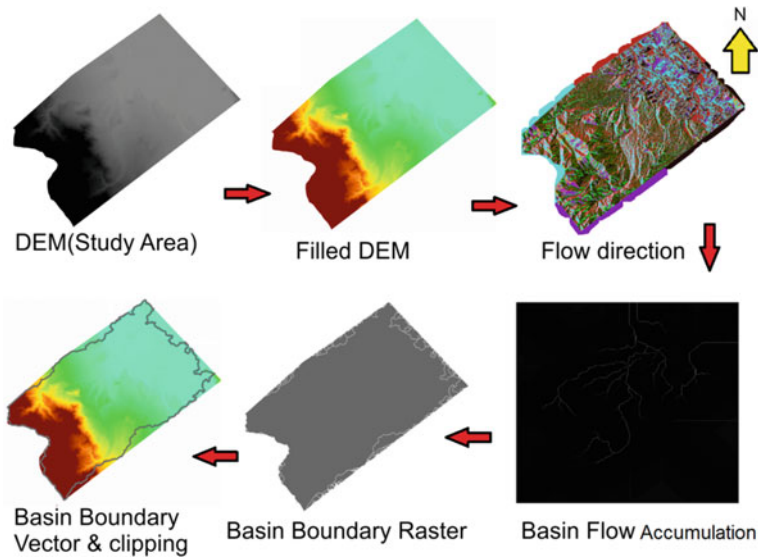 N
DEM(Study Area)
Filled DEM
Flow direction
Basin Boundary
Vector & clipping
Basin Boundary Raster
Basin Flow Accumulation